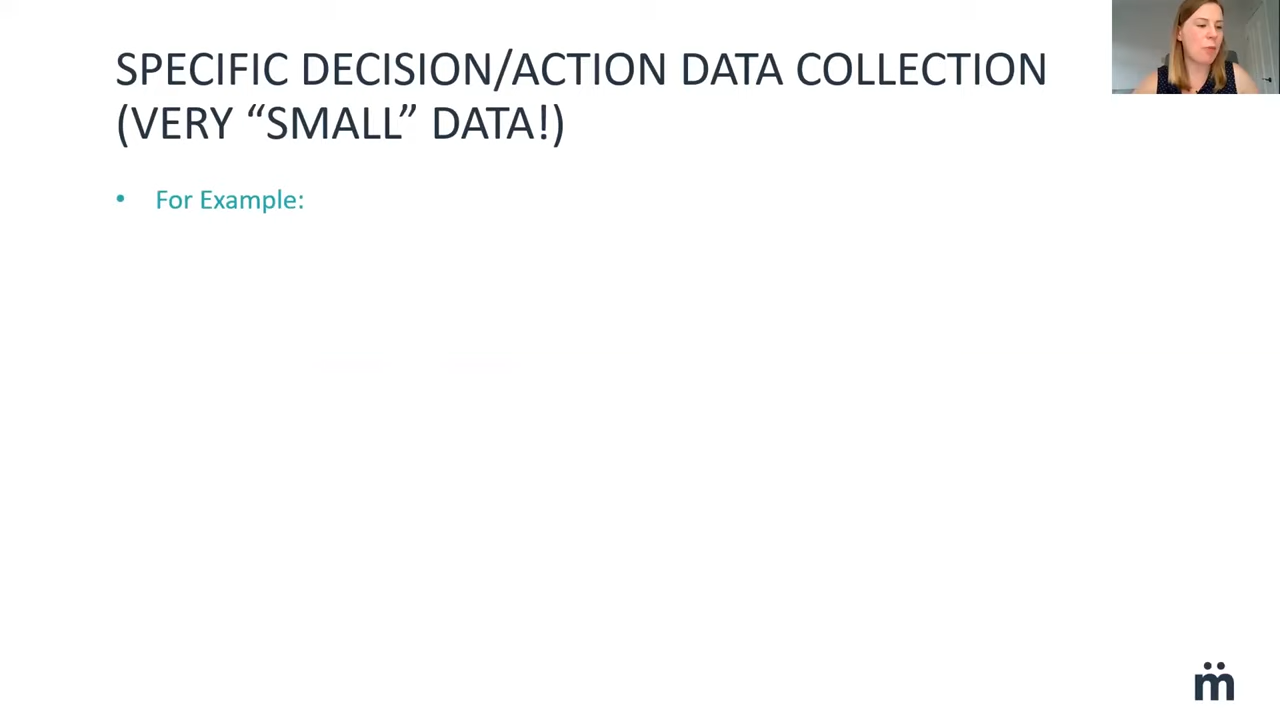 SPECIFIC DECISION/ACTION DATA COLLECTION
(VERY “SMALL” DATA!)
• For Example:
m̈